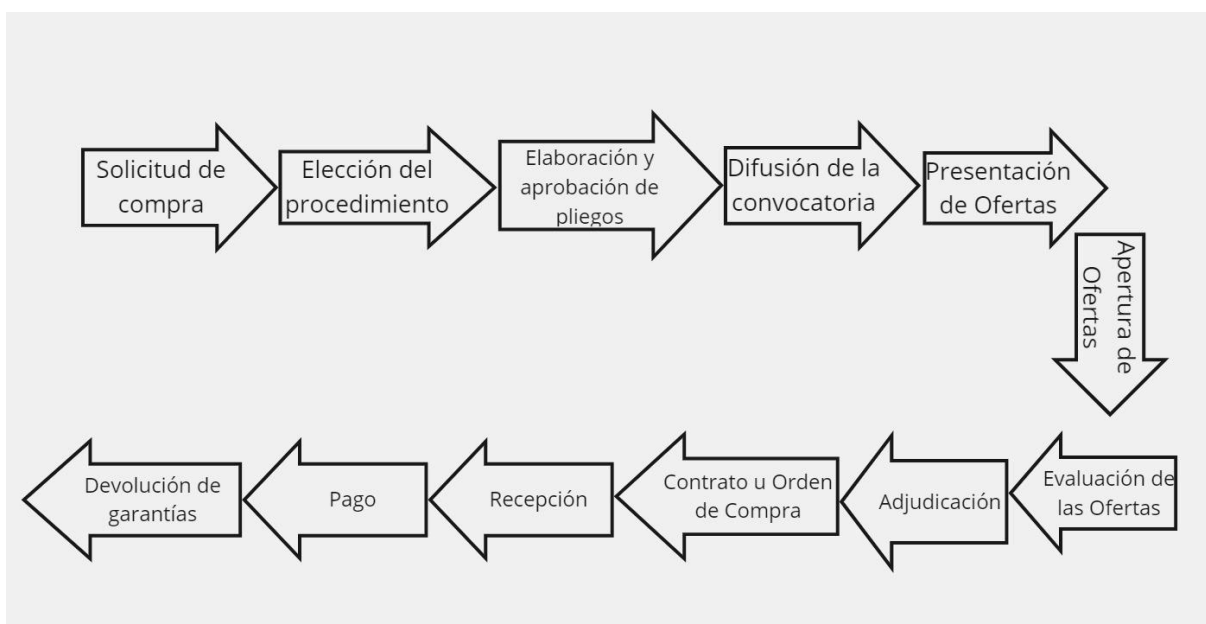 Solicitud de
compra
Elección del
procedimiento
Elaboración y
aprobación de
pliegos
Difusión de la
convocatoria
Presentación
de Ofertas
Apertura de
Ofertas
Evaluación de
las Ofertas
Adjudicación
Contrato u Orden
de Compra
Recepción
Pago
Devolución de
garantías